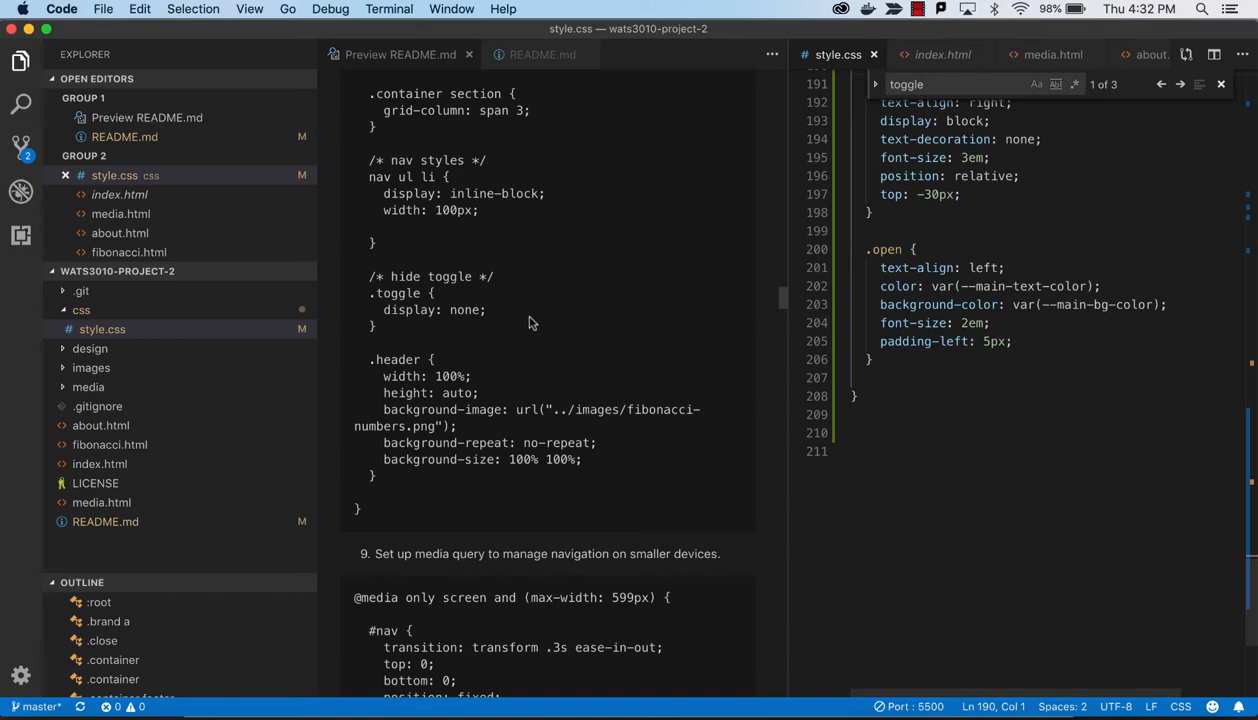 Code File Edit Selection View Go Debug Terminal Window Help 98% Thu 4:32 PM
style.css — wats3010-project-2
EXPLORER
OPEN EDITORS
GROUP 1
Preview README.md
README.md M
GROUP 2
style.css css M
index.html
media.html
about.html
fibonacci.html
WATS3010-PROJECT-2
.git
css
style.css M
design
images
media
.gitignore
about.html
fibonacci.html
index.html
LICENSE
media.html
README.md M
OUTLINE
:root
.brand a
.close
.container
.container
.container footer
Preview README.md README.md
.container section {
grid-column: span 3;
}
/* nav styles */
nav ul li {
display: inline-block;
width: 100px;
}
/* hide toggle */
.toggle {
display: none;
}
.header {
width: 100%;
height: auto;
background-image: url("../images/fibonacci-
numbers.png");
background-repeat: no-repeat;
background-size: 100% 100%;
}
}
9. Set up media query to manage navigation on smaller devices.
@media only screen and (max-width: 599px) {
#nav {
transition: transform .3s ease-in-out;
top: 0;
bottom: 0;
position: fixed;
style.css index.html media.html about.
toggle Aa Abl .* 1 of 3
191
192 text-align: right;
193 display: block;
194 text-decoration: none;
195 font-size: 3em;
196 position: relative;
197 top: -30px;
198 }
199
200 .open {
201 text-align: left;
202 color: var(--main-text-color);
203 background-color: var(--main-bg-color);
204 font-size: 2em;
205 padding-left: 5px;
206 }
207
208 }
209
210
211
2
master* 0 0 Port : 5500 Ln 190, Col 1 Spaces: 2 UTF-8 LF CSS